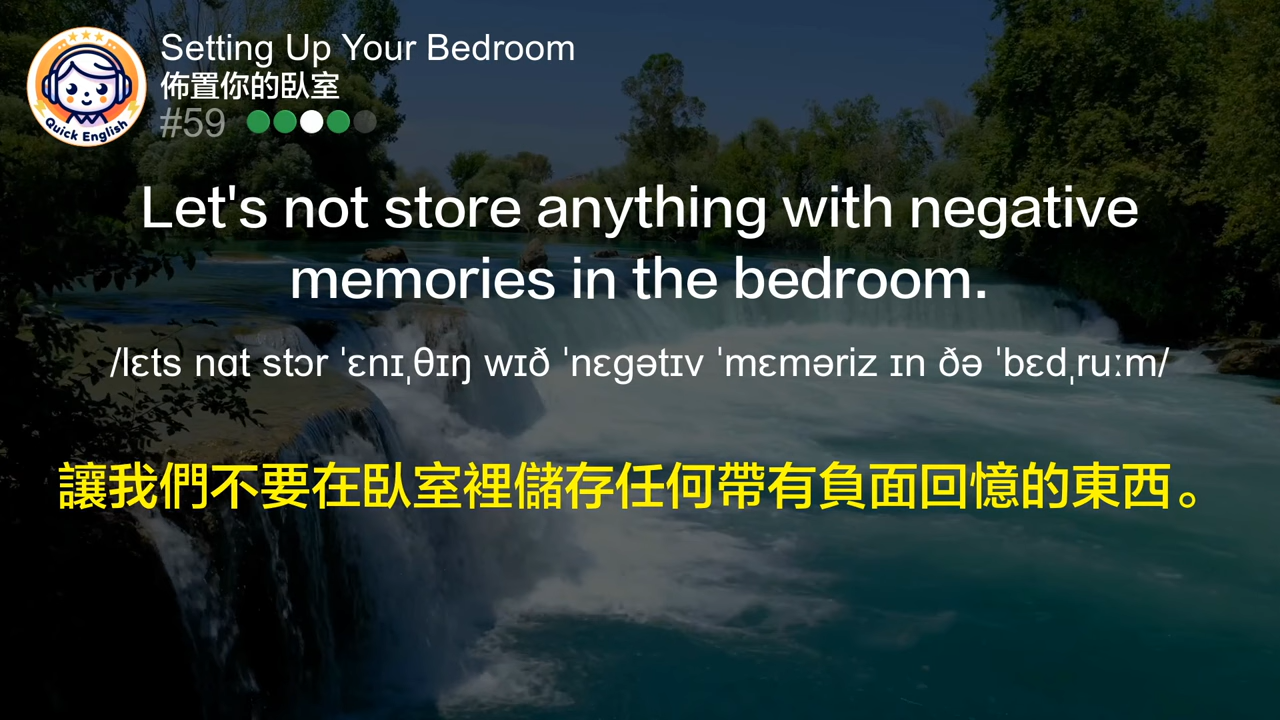 Setting Up Your Bedroom
佈置你的臥室
#59
Quick English
Let's not store anything with negative
memories in the bedroom.
/lɛts nɑt stɔr ˈɛnɪˌθɪŋ wɪð ˈnɛgətɪv ˈmɛməriz ɪn ðə ˈbɛdˌruːm/
讓我們不要在臥室裡儲存任何帶有負面回憶的東西。